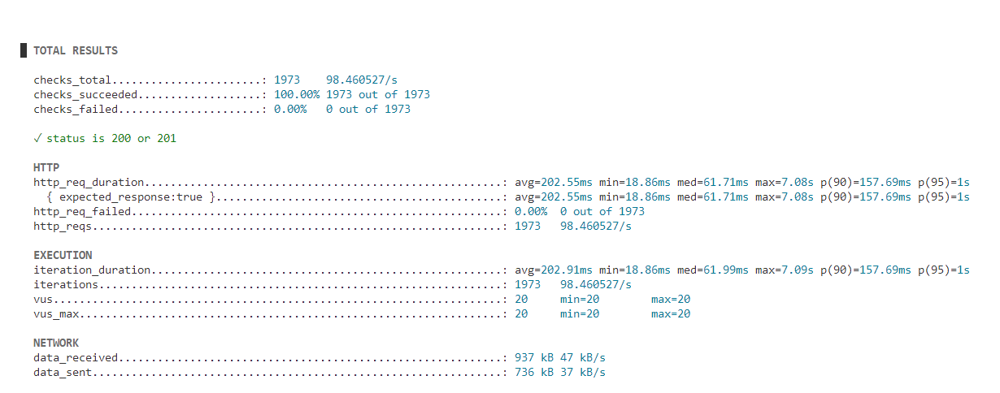 TOTAL RESULTS
checks_total.......................: 1973    98.460527/s
checks_succeeded...................: 100.00% 1973 out of 1973
checks_failed......................: 0.00%   0 out of 1973
✓ status is 200 or 201
HTTP
http_req_duration.......................................................: avg=202.55ms min=18.86ms med=61.71ms max=7.08s p(90)=157.69ms p(95)=1s
{ expected_response:true }............................................: avg=202.55ms min=18.86ms med=61.71ms max=7.08s p(90)=157.69ms p(95)=1s
http_req_failed.........................................................: 0.00%  0 out of 1973
http_reqs...............................................................: 1973   98.460527/s
EXECUTION
iteration_duration......................................................: avg=202.91ms min=18.86ms med=61.99ms max=7.09s p(90)=157.69ms p(95)=1s
iterations..............................................................: 1973   98.460527/s
vus.....................................................................: 20     min=20        max=20
vus_max.................................................................: 20     min=20        max=20
NETWORK
data_received...........................................................: 937 kB 47 kB/s
data_sent...............................................................: 736 kB 37 kB/s